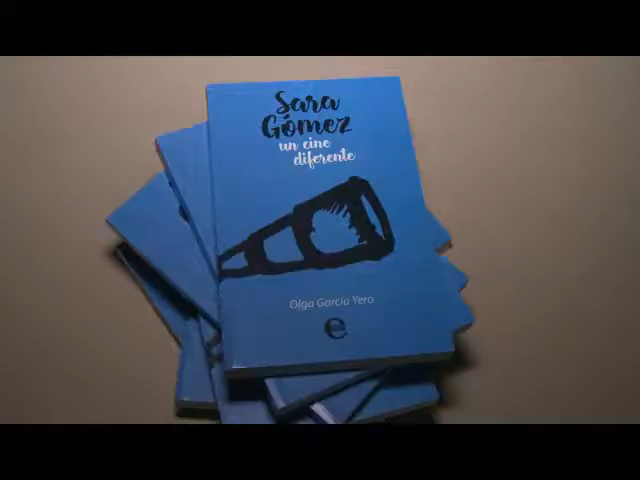 Sara
Gómez
un cine
diferente
Olga García Yero
e